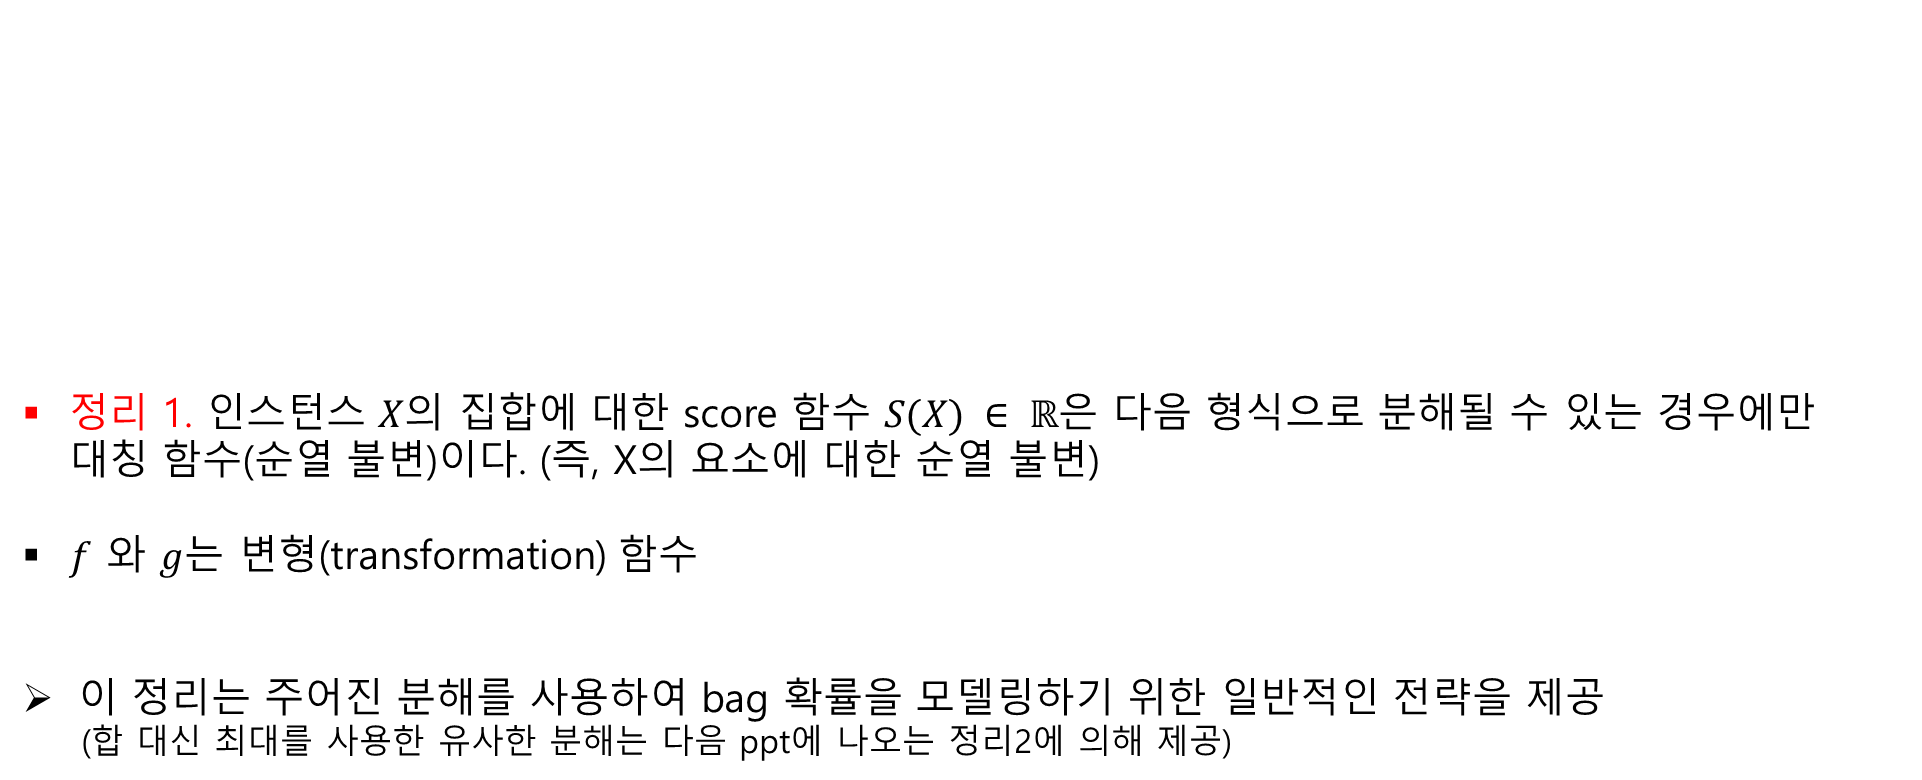 ▪ 정리 1. 인스턴스 X의 집합에 대한 score 함수 S(X) ∈ ℝ은 다음 형식으로 분해될 수 있는 경우에만
대칭 함수(순열 불변)이다. (즉, X의 요소에 대한 순열 불변)
▪ f 와 g는 변형(transformation) 함수
➢ 이 정리는 주어진 분해를 사용하여 bag 확률을 모델링하기 위한 일반적인 전략을 제공
(합 대신 최대를 사용한 유사한 분해는 다음 ppt에 나오는 정리2에 의해 제공)